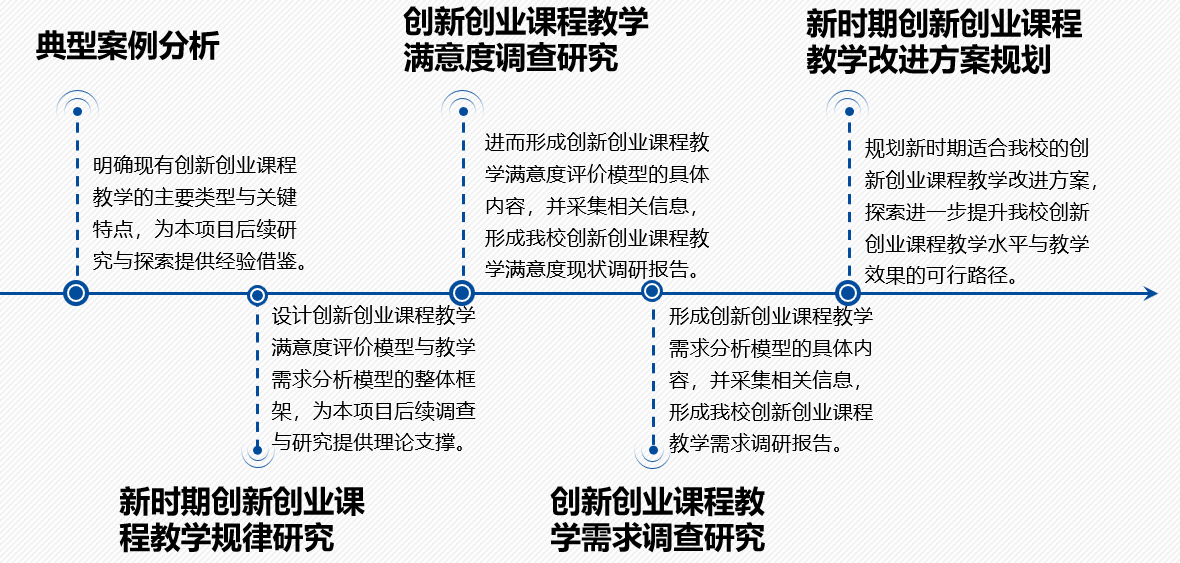 典型案例分析
明确现有创新创业课程
教学的主要类型与关键
特点，为本项目后续研
究与探索提供经验借鉴。
设计创新创业课程教学
满意度评价模型与教学
需求分析模型的整体框
架，为本项目后续调查
与研究提供理论支撑。
新时期创新创业课
程教学规律研究
创新创业课程教学
满意度调查研究
进而形成创新创业课程教
学满意度评价模型的具体
内容，并采集相关信息，
形成我校创新创业课程教
学满意度现状调研报告。
形成创新创业课程教学
需求分析模型的具体内
容，并采集相关信息，
形成我校创新创业课程
教学需求调研报告。
创新创业课程教
学需求调查研究
新时期创新创业课程
教学改进方案规划
规划新时期适合我校的创
新创业课程教学改进方案，
探索进一步提升我校创新
创业课程教学水平与教学
效果的可行路径。